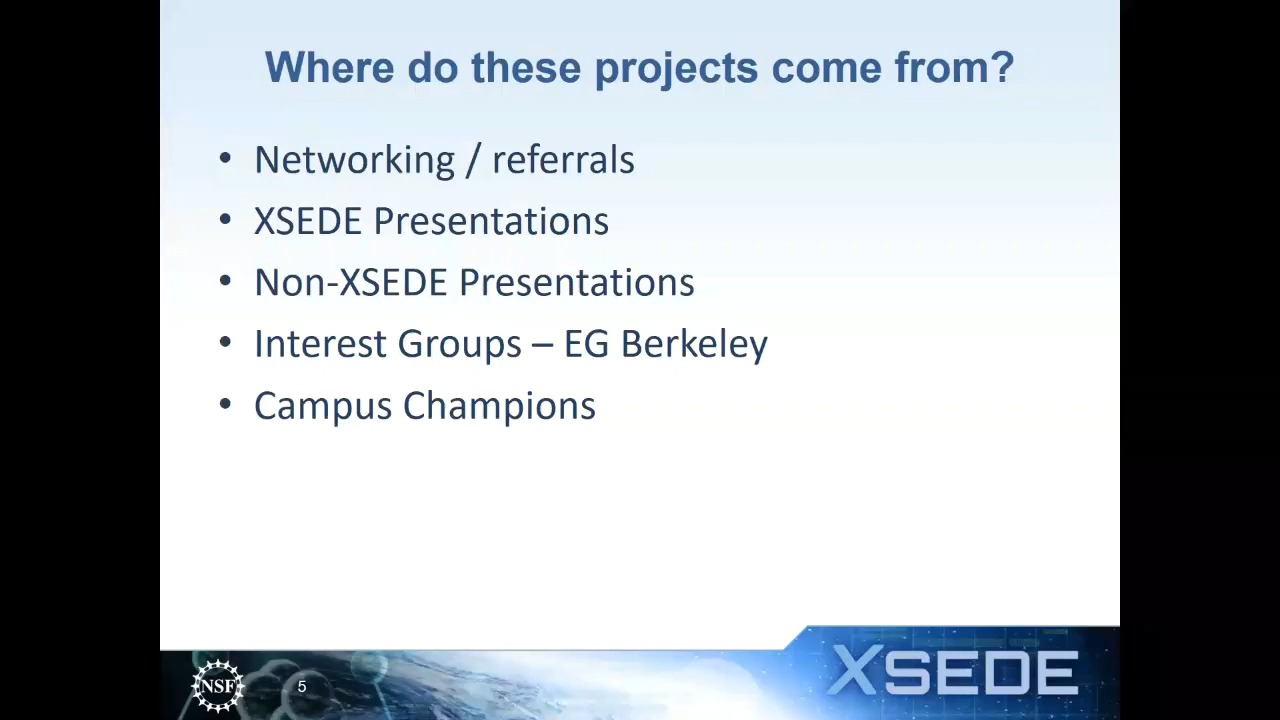 Where do these projects come from?
• Networking / referrals
• XSEDE Presentations
• Non-XSEDE Presentations
• Interest Groups – EG Berkeley
• Campus Champions
NSF
5
XSEDE